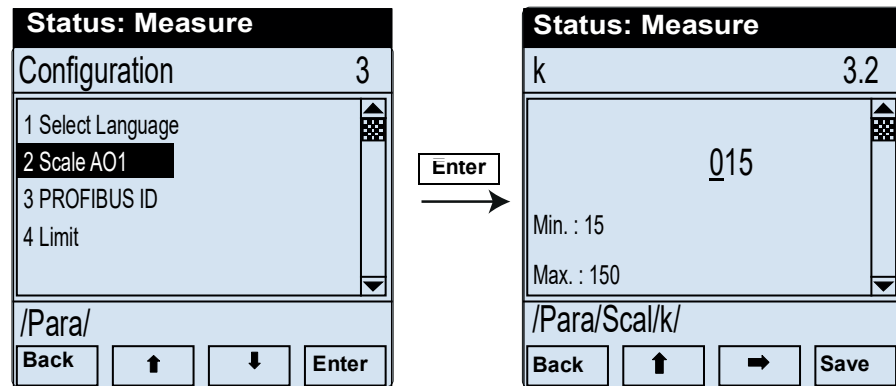 Status: Measure
Configuration 3
1 Select Language
2 Scale AO1
3 PROFIBUS ID
4 Limit
/Para/
Back
Enter
Enter
Status: Measure
k 3.2
015
Min. : 15
Max. : 150
/Para/Scal/k/
Back
Save